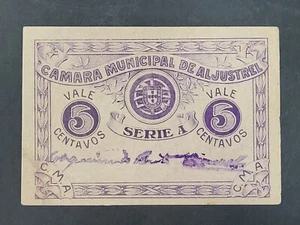 CAMARA MUNICIPAL DE ALJUSTREL
VALE
5
CENTAVOS
SERIE A
VALE
5
CENTAVOS
C.M.A.
C.M.A.